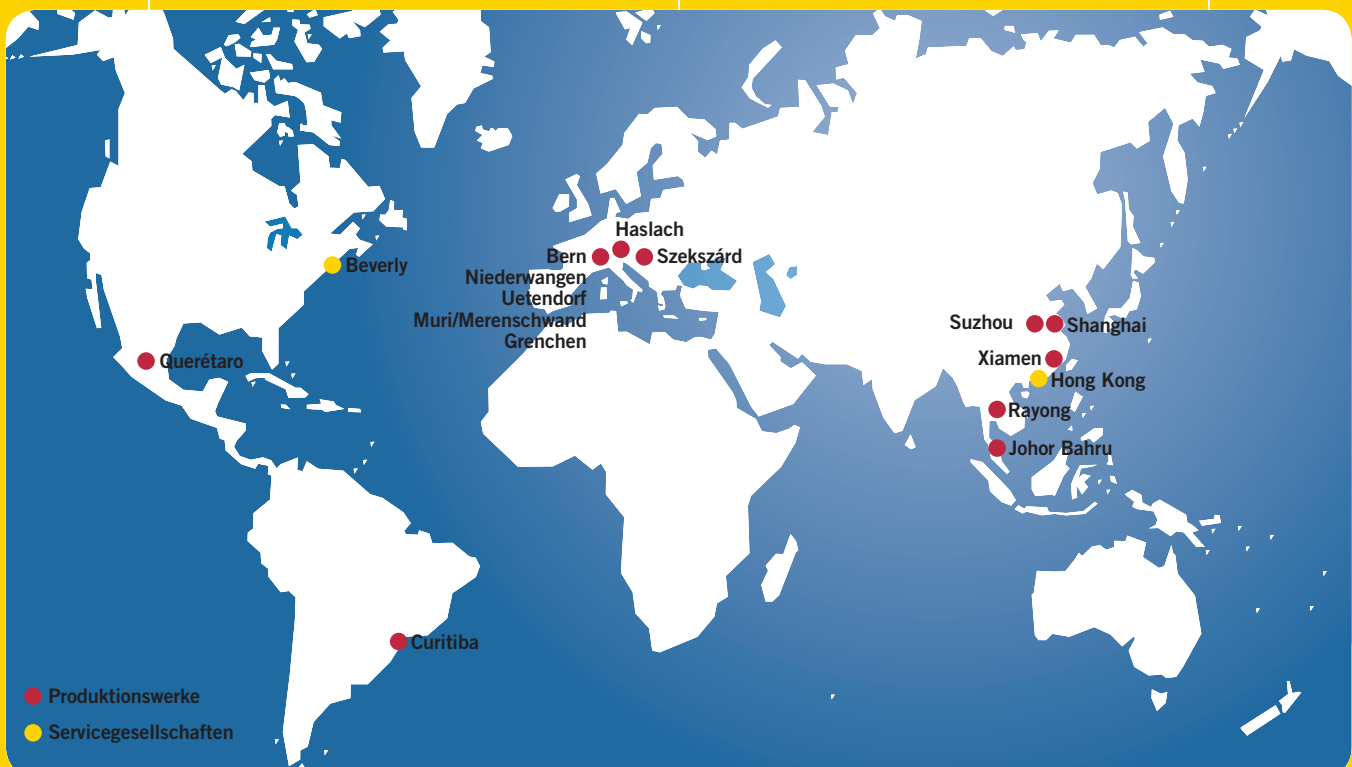 Haslach
Bern
Szekszárd
Niederwangen
Uetendorf
Muri/Merenschwand
Grenchen
Beverly
Querétaro
Suzhou
Shanghai
Xiamen
Hong Kong
Rayong
Johor Bahru
Curitiba
Produktionswerke
Servicegesellschaften